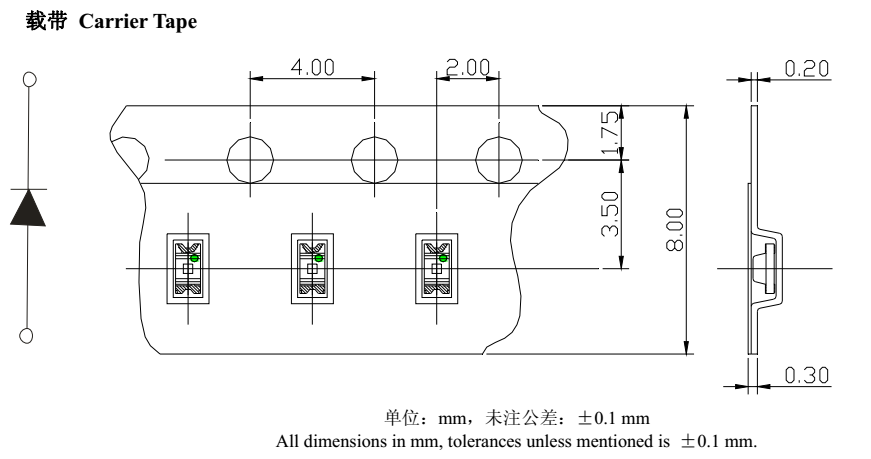 载带 Carrier Tape
4.00
2.00
0.20
1.75
3.50
8.00
0.30
单位：mm，未注公差：±0.1 mm
All dimensions in mm, tolerances unless mentioned is ±0.1 mm.